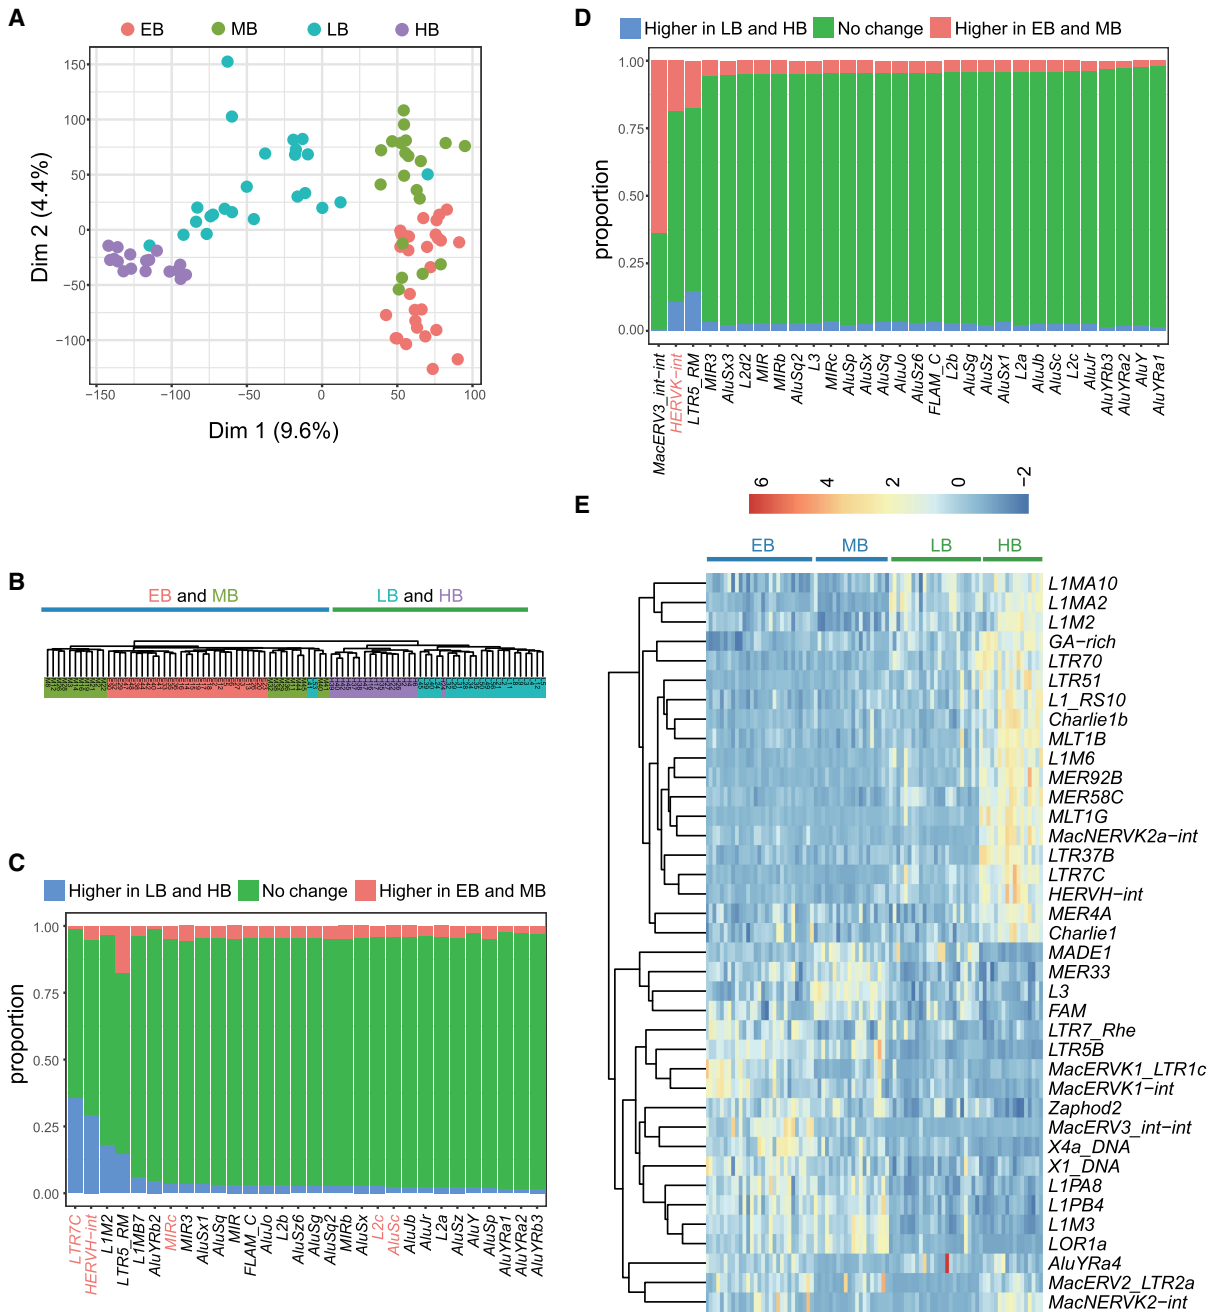 A
EB MB LB HB
150
100
50
0
−50
−100
−150 −100 −50 0 50 100
Dim 2 (4.4%)
Dim 1 (9.6%)
B
EB and MB LB and HB
C
Higher in LB and HB No change Higher in EB and MB
1.00
0.75
0.50
0.25
0.00
proportion
LTR7C
HERVH−int
L1M2
LTR5_RM
L1MB7
AluYRb2
MIRc
MIR3
AluSx1
AluSq
MIR
FLAM_C
AluJo
L2b
AluSz6
AluSg
AluSq2
MIRb
AluSx
L2c
AluSc
AluJb
AluJr
L2a
AluSz
AluY
AluSp
AluYRa1
AluYRa2
AluYRb3
D
Higher in LB and HB No change Higher in EB and MB
1.00
0.75
0.50
0.25
0.00
proportion
MacERV3_int−int
HERVK−int
LTR5_RM
MIR3
AluSx3
L2d2
MIR
MIRb
AluSq2
L3
MIRc
AluSp
AluSx
AluSq
AluJo
AluSz6
FLAM_C
L2b
AluSg
AluSz
AluSx1
L2a
AluJb
AluSc
L2c
AluJr
AluYRb3
AluYRa2
AluY
AluYRa1
E
6 4 2 0 −2
EB MB LB HB
L1MA10
L1MA2
L1M2
GA−rich
LTR70
LTR51
L1_RS10
Charlie1b
MLT1B
L1M6
MER92B
MER58C
MLT1G
MacNERVK2a−int
LTR37B
LTR7C
HERVH−int
MER4A
Charlie1
MADE1
MER33
L3
FAM
LTR7_Rhe
LTR5B
MacERVK1_LTR1c
MacERVK1−int
Zaphod2
MacERV3_int−int
X4a_DNA
X1_DNA
L1PA8
L1PB4
L1M3
LOR1a
AluYRa4
MacERV2_LTR2a
MacNERVK2−int